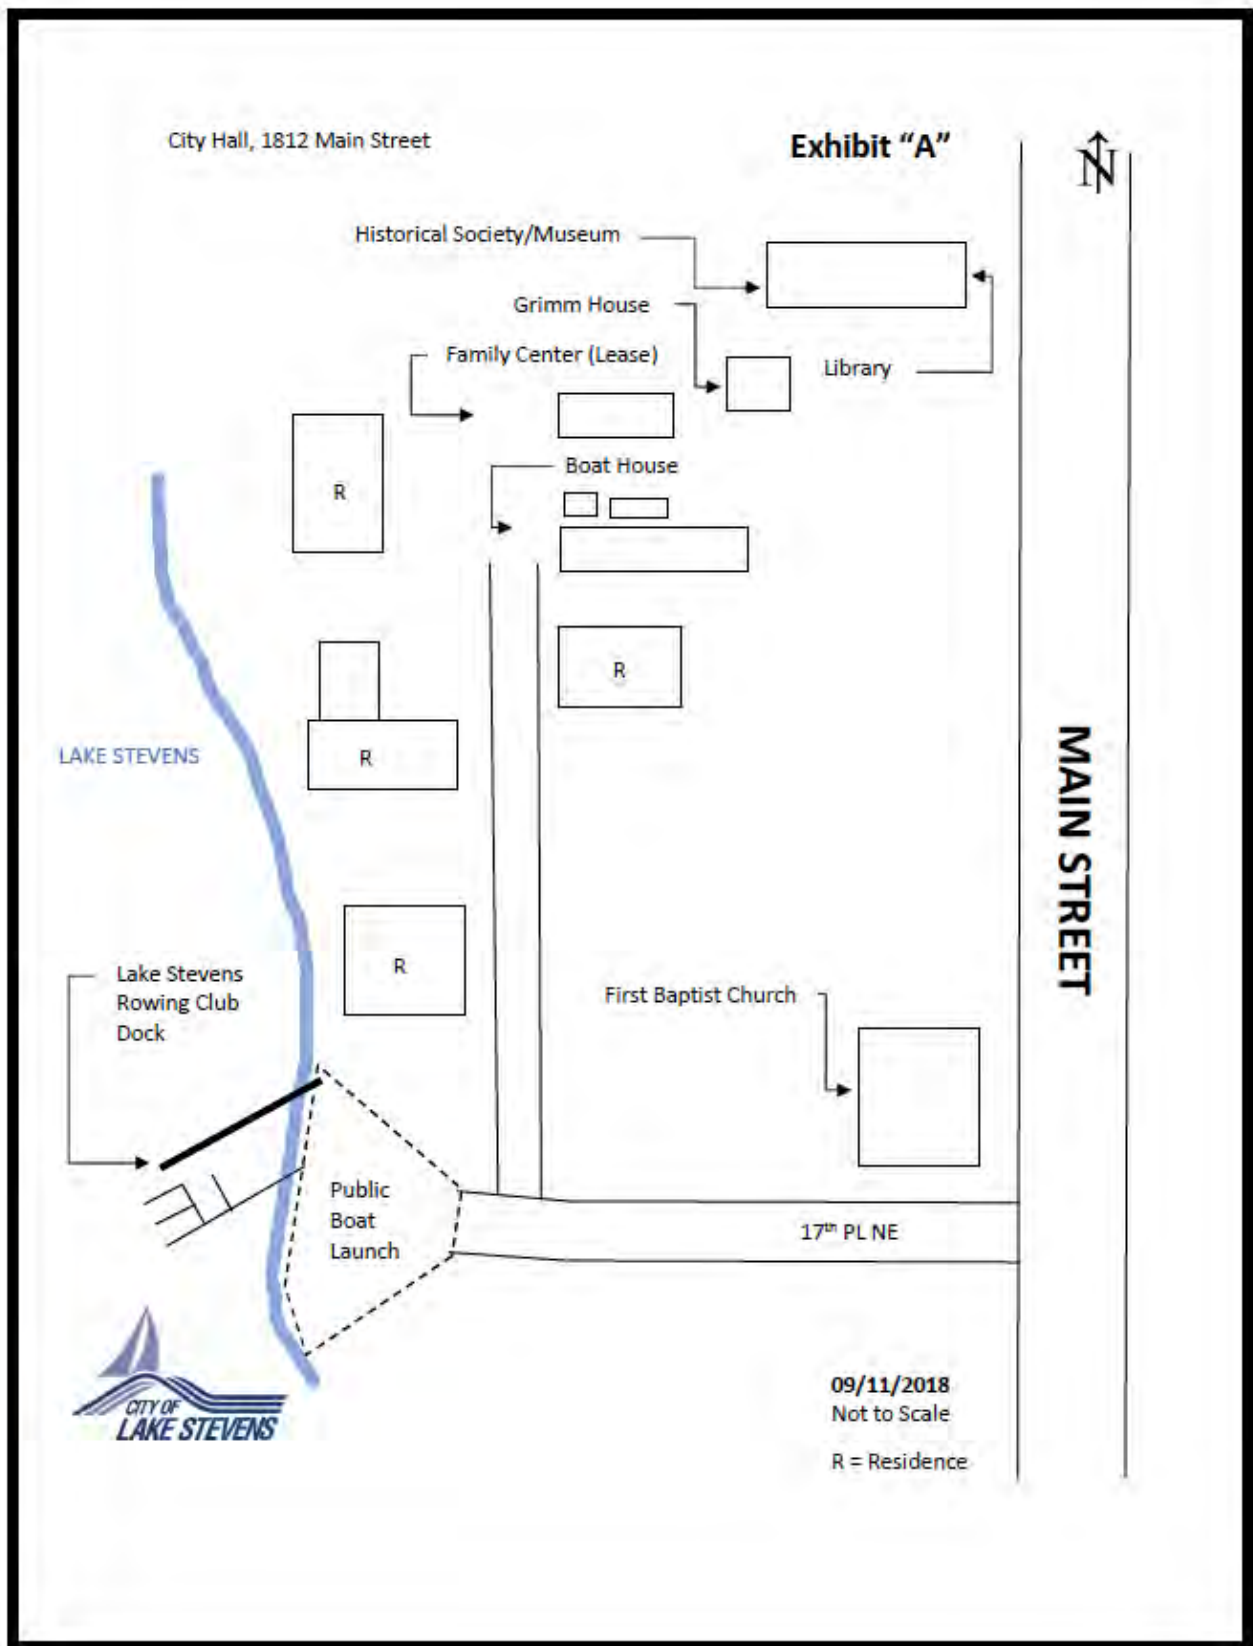 City Hall, 1812 Main Street
Exhibit “A”
N
Historical Society/Museum
Grimm House
Family Center (Lease)
Library
Boat House
R
R
R
LAKE STEVENS
MAIN STREET
R
Lake Stevens
Rowing Club
Dock
First Baptist Church
Public
Boat
Launch
17th PL NE
CITY OF
LAKE STEVENS
09/11/2018
Not to Scale
R = Residence